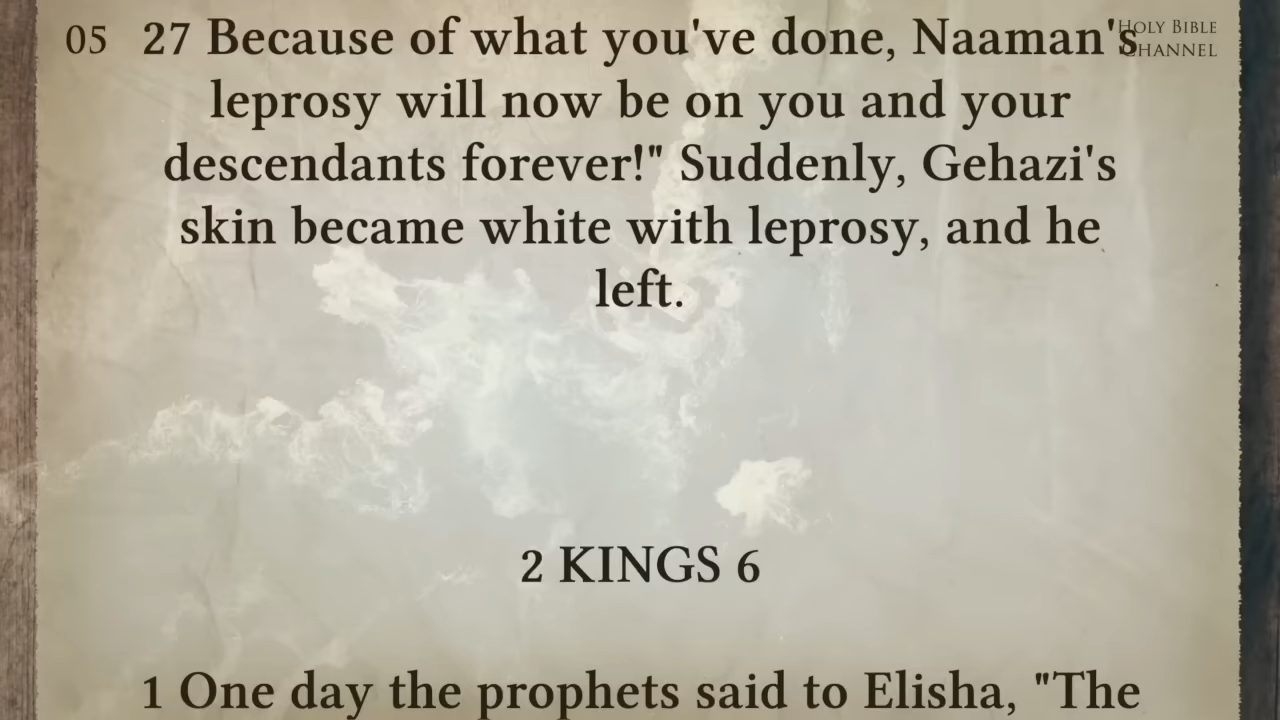 05 27 Because of what you've done, Naaman's
HOLY BIBLE
CHANNEL
leprosy will now be on you and your
descendants forever!" Suddenly, Gehazi's
skin became white with leprosy, and he
left.
2 KINGS 6
1 One day the prophets said to Elisha, "The